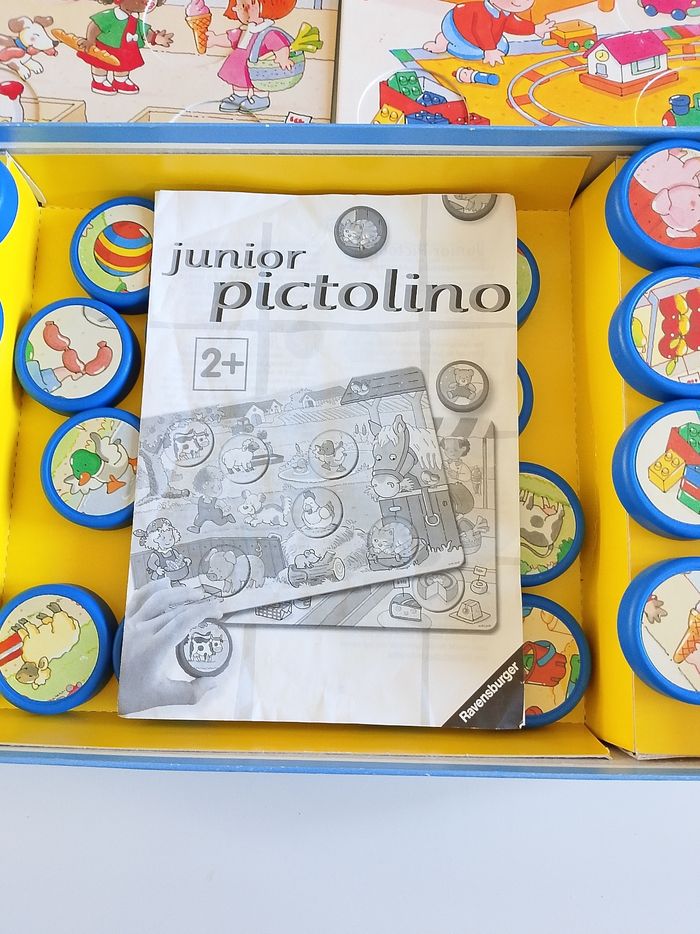 junior
pictolino
2+
Ravensburger